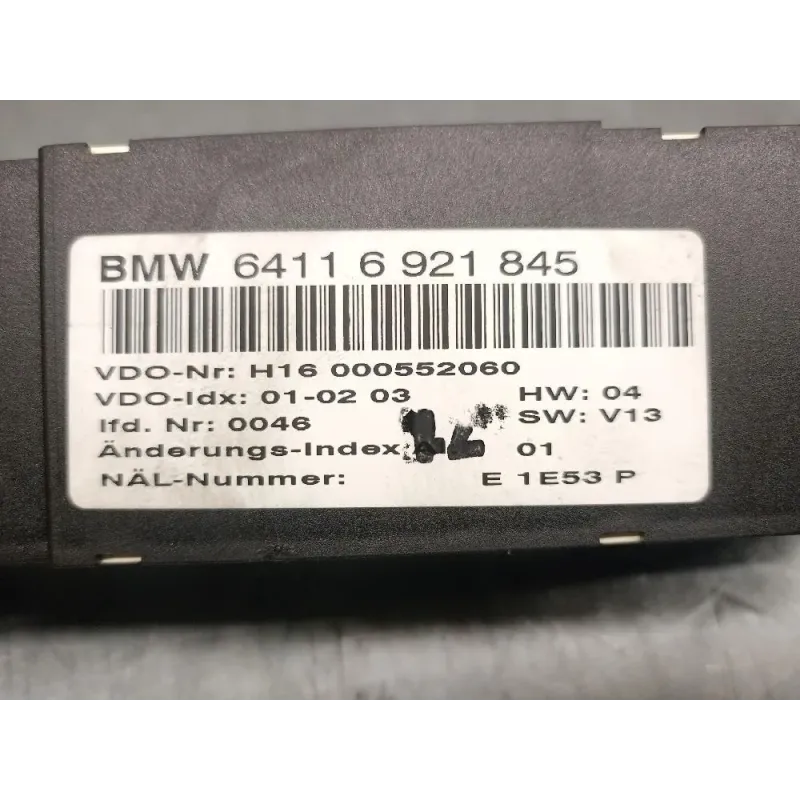 BMW 6411 6 921 845
VDO-Nr: H16 000552060
VDO-Idx: 01-02 03 HW: 04
lfd. Nr: 0046 SW: V13
Änderungs-Index 01
NÄL-Nummer: E 1E53 P